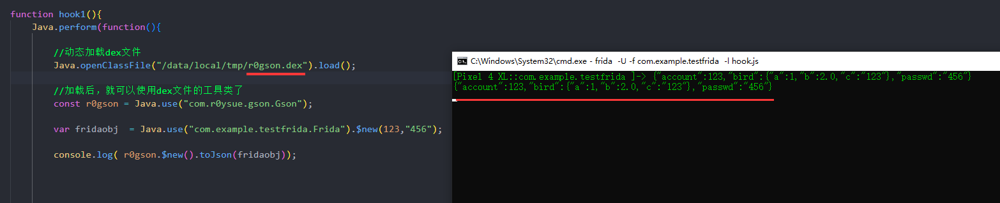 function hook1(){
Java.perform(function(){
//动态加载dex文件
Java.openClassFile("/data/local/tmp/r0gson.dex").load();
//加载后，就可以使用dex文件的工具类了
const r0gson = Java.use("com.r0ysue.gson.Gson");
var fridaobj  = Java.use("com.example.testfrida.Frida").$new(123,"456");
console.log( r0gson.$new().toJson(fridaobj));
C:\Windows\System32\cmd.exe - frida  -U -f com.example.testfrida  -l hook.js
[Pixel 4 XL::com.example.testfrida ]-> {"account":123,"bird":{"a":1,"b":2.0,"c":"123"},"passwd":"456"}
{"account":123,"bird":{"a":1,"b":2.0,"c":"123"},"passwd":"456"}